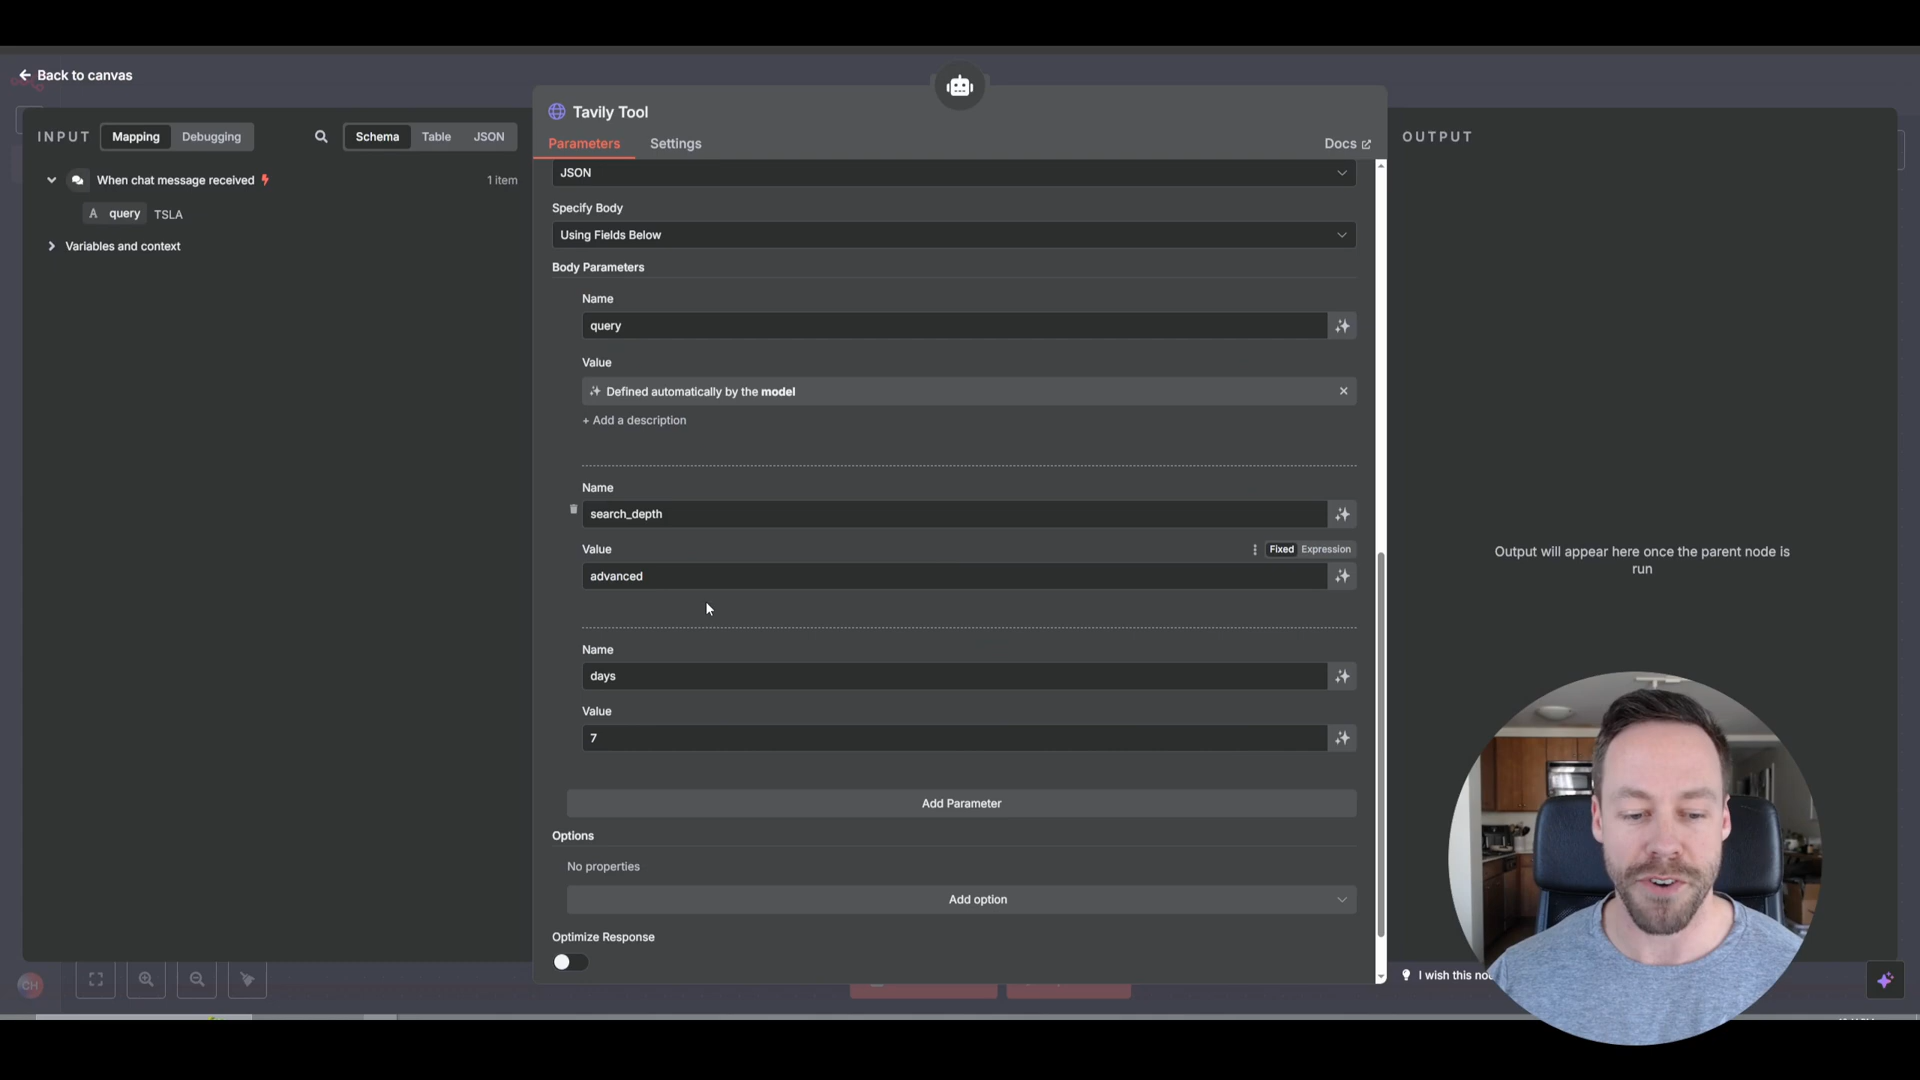 Back to canvas
Tavily Tool
INPUT Mapping Debugging Schema Table JSON
Parameters Settings Docs
OUTPUT
When chat message received 1 item
A query TSLA
Variables and context
JSON
Specify Body
Using Fields Below
Body Parameters
Name
query
Value
Defined automatically by the model
+ Add a description
Name
search_depth
Value
Fixed Expression
advanced
Name
days
Value
7
Add Parameter
Options
No properties
Add option
Optimize Response
Output will appear here once the parent node is
run
I wish this
CH